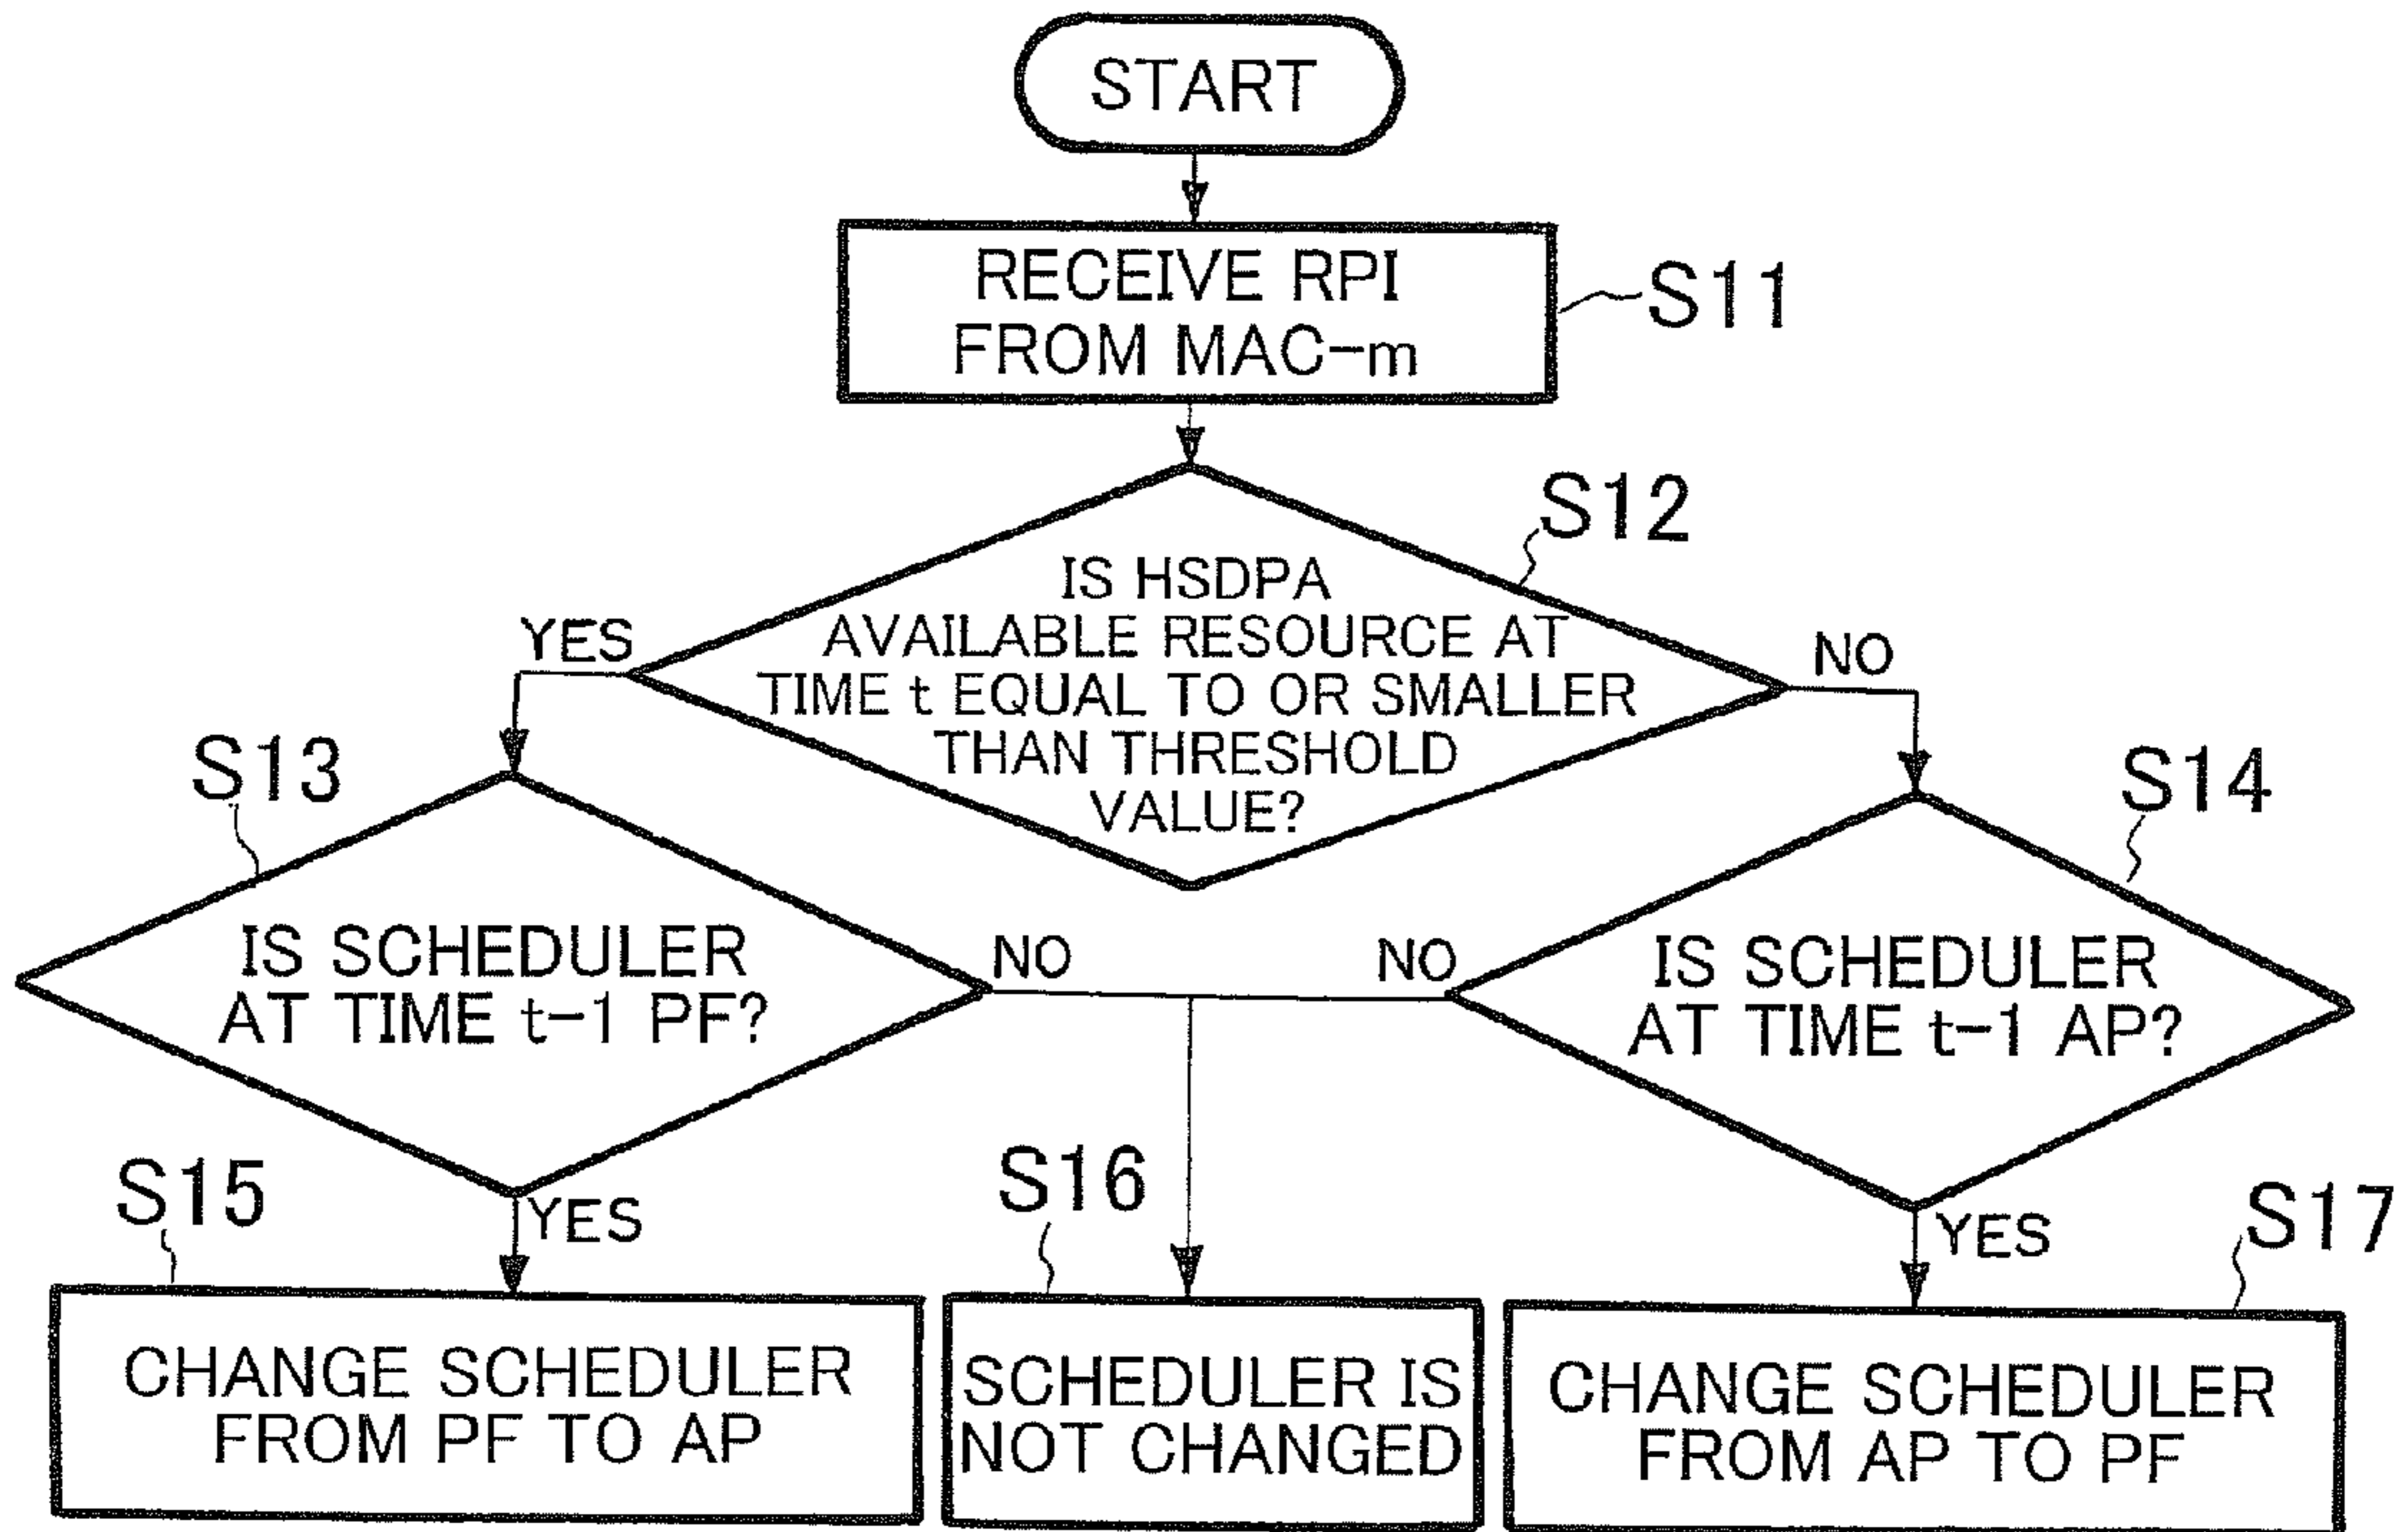 START
RECEIVE RPI
FROM MAC-m
S11
S12
IS HSDPA
AVAILABLE RESOURCE AT
TIME t EQUAL TO OR SMALLER
THAN THRESHOLD
VALUE?
YES
NO
S13
S14
IS SCHEDULER
AT TIME t-1 PF?
NO
NO
IS SCHEDULER
AT TIME t-1 AP?
S15
YES
S16
YES
S17
CHANGE SCHEDULER
FROM PF TO AP
SCHEDULER IS
NOT CHANGED
CHANGE SCHEDULER
FROM AP TO PF